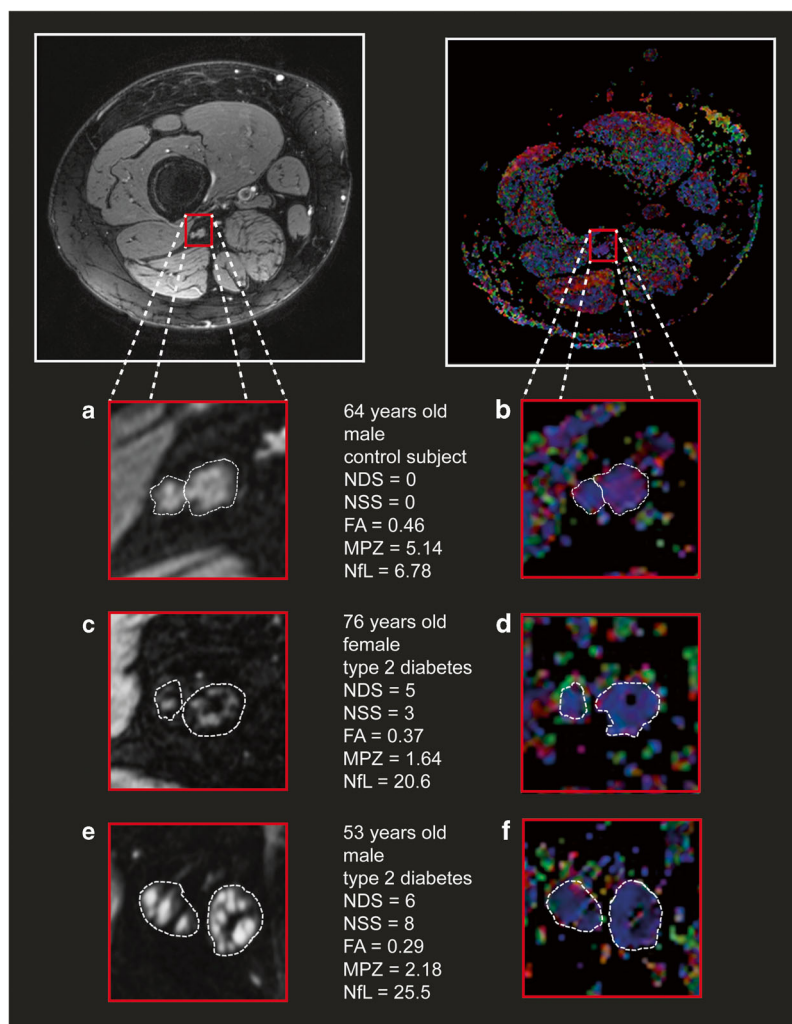 a
64 years old
male
control subject
NDS = 0
NSS = 0
FA = 0.46
MPZ = 5.14
NfL = 6.78
b
c
76 years old
female
type 2 diabetes
NDS = 5
NSS = 3
FA = 0.37
MPZ = 1.64
NfL = 20.6
d
e
53 years old
male
type 2 diabetes
NDS = 6
NSS = 8
FA = 0.29
MPZ = 2.18
NfL = 25.5
f